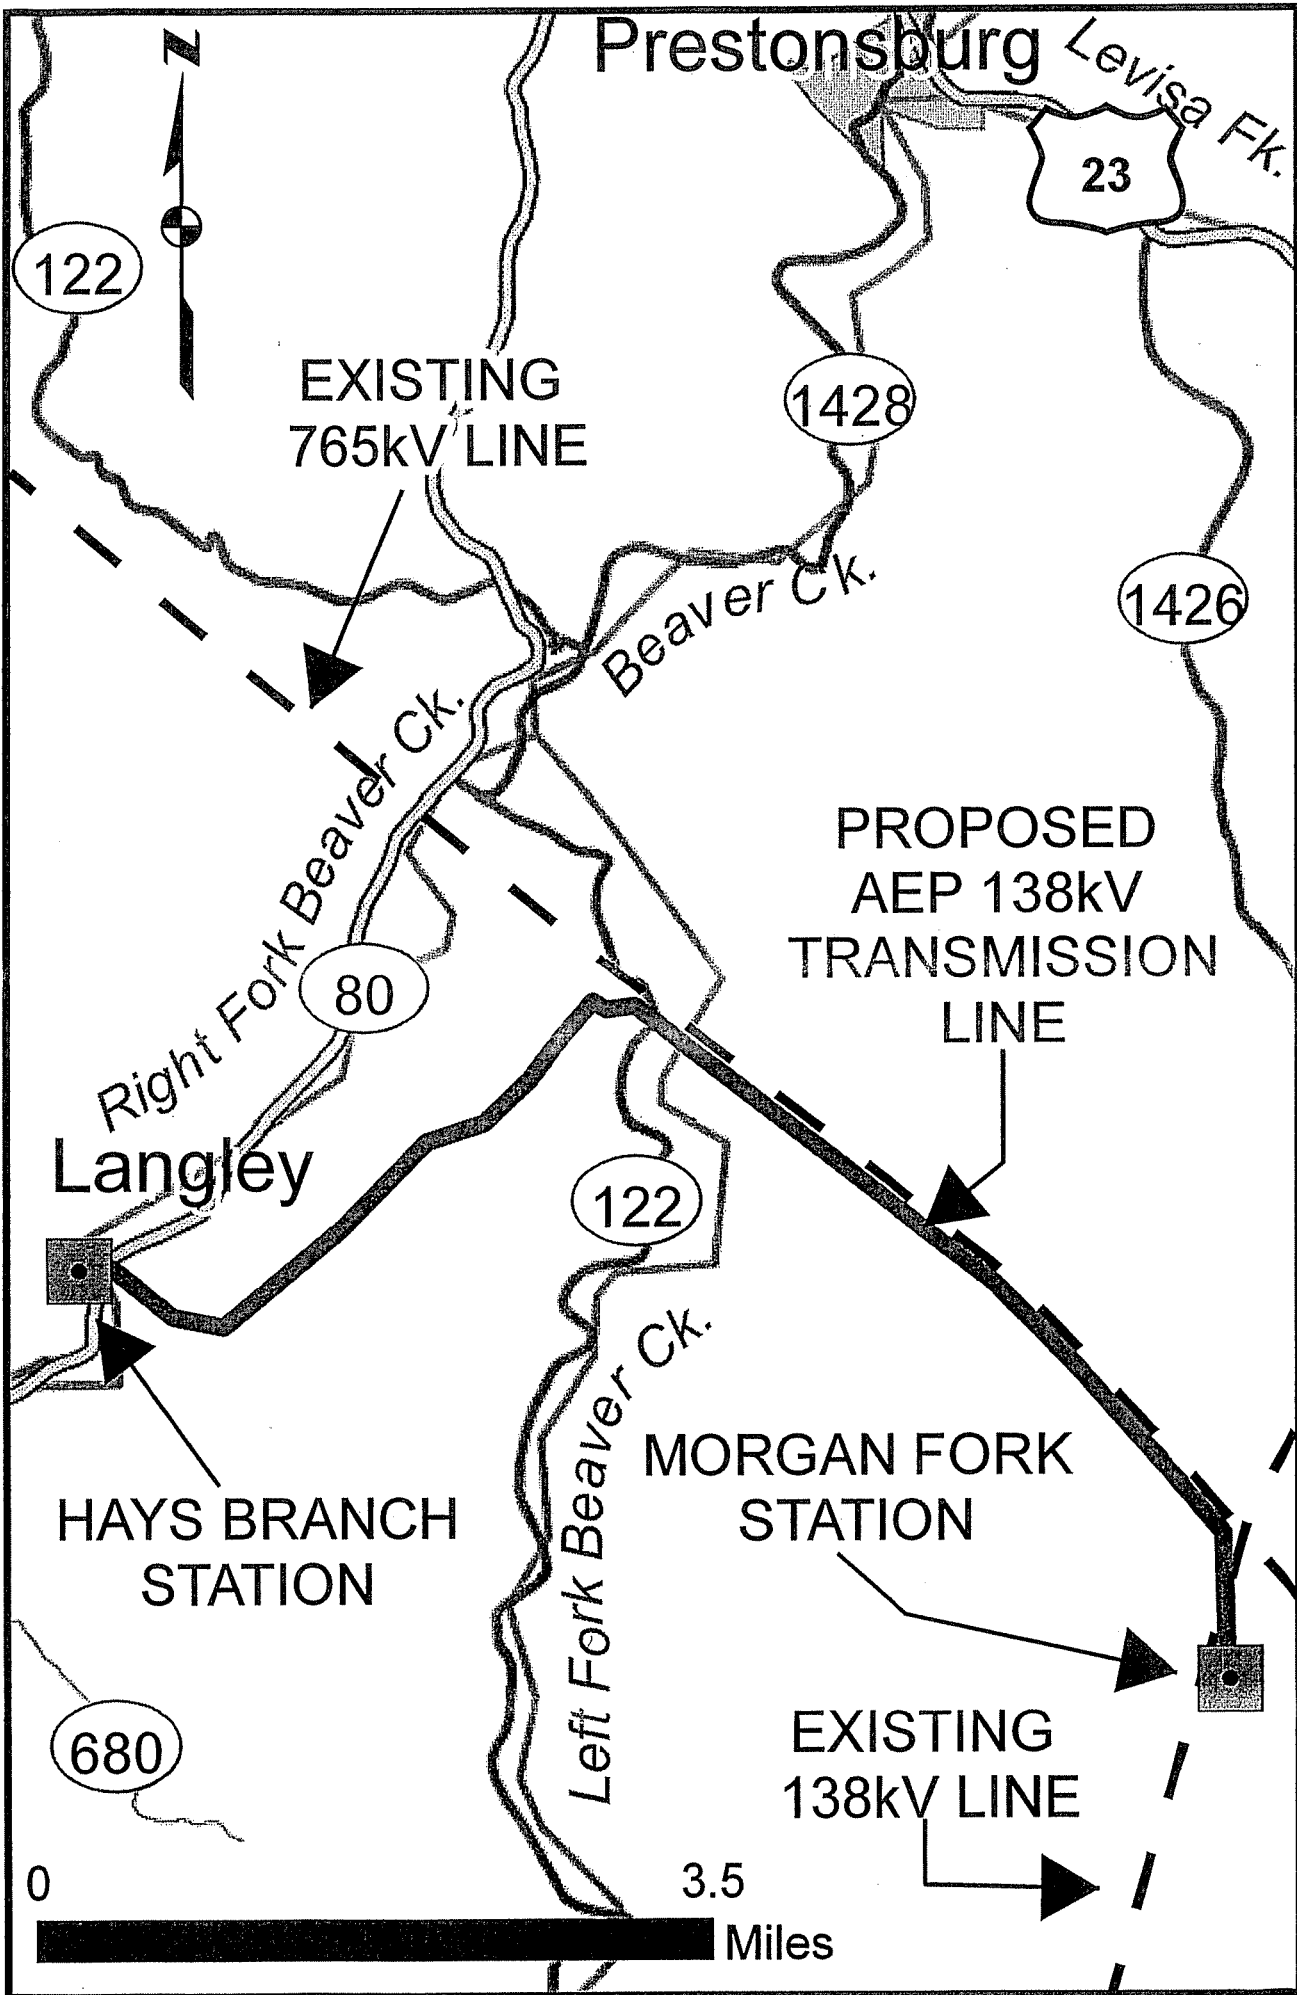 N
Prestonsburg
Levisa Fk.
23
122
EXISTING
765kV LINE
1428
1426
Beaver Ck.
Right Fork Beaver Ck.
PROPOSED
AEP 138kV
TRANSMISSION
LINE
80
Langley
122
Left Fork Beaver Ck.
MORGAN FORK
STATION
HAYS BRANCH
STATION
680
EXISTING
138kV LINE
0
3.5
Miles